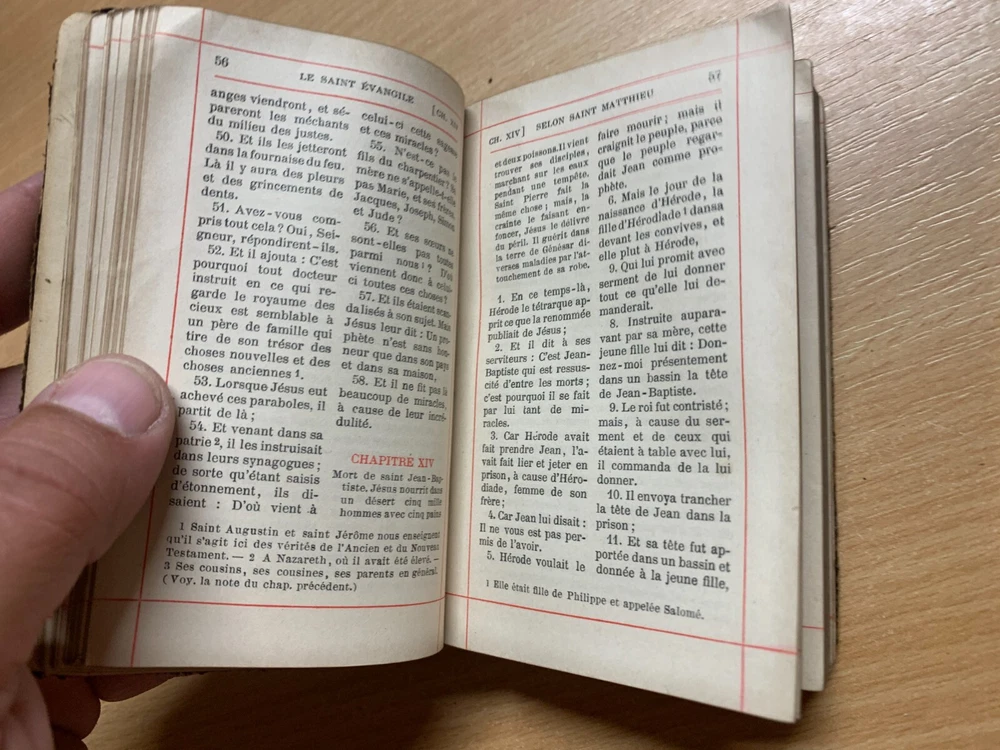 56
LE SAINT ÉVANGILE
[CH. XIV
anges viendront, et sé-
pareront les méchants
du milieu des justes.
50. Et ils les jetteront
dans la fournaise du feu.
Là il y aura des pleurs
et des grincements de
dents.
51. Avez-vous com-
pris tout cela ? Oui, Sei-
gneur, répondirent-ils.
52. Et il ajouta : C'est
pourquoi tout docteur
instruit en ce qui re-
garde le royaume des
cieux est semblable à
un père de famille qui
tire de son trésor des
choses nouvelles et des
choses anciennes 1.
53. Lorsque Jésus eut
achevé ces paraboles, il
partit de là ;
54. Et venant dans sa
patrie 2, il les instruisait
dans leurs synagogues ;
de sorte qu'étant saisis
d'étonnement, ils di-
saient : D'où vient à
celui-ci cette sagesse
et ces miracles ?
55. N'est-ce pas le
fils du charpentier ? Sa
mère ne s'appelle-t-elle
pas Marie, et ses frères,
Jacques, Joseph, Simon
et Jude ?
56. Et ses sœurs ne
sont-elles pas toutes
parmi nous 3 ? D'où
viennent donc à celui-
ci toutes ces choses ?
57. Et ils étaient scan-
dalisés à son sujet. Mais
Jésus leur dit : Un pro-
phète n'est sans hon-
neur que dans son pays
et dans sa maison.
58. Et il ne fit pas là
beaucoup de miracles,
à cause de leur incré-
dulité.
CHAPITRE XIV
Mort de saint Jean-Bap-
tiste. Jésus nourrit dans
un désert cinq mille
hommes avec cinq pains
1 Saint Augustin et saint Jérôme nous enseignent
qu'il s'agit ici des vérités de l'Ancien et du Nouveau
Testament. — 2 A Nazareth, où il avait été élevé. —
3 Ses cousins, ses cousines, ses parents en général.
(Voy. la note du chap. précédent.)
57
CH. XIV] SELON SAINT MATTHIEU
et deux poissons. Il vient
trouver ses disciples,
marchant sur les eaux
pendant une tempête.
Saint Pierre fait la
même chose ; mais, la
crainte le faisant en-
foncer, Jésus le délivre
du péril. Il guérit dans
la terre de Génésar di-
verses maladies par l'at-
touchement de sa robe.
1. En ce temps-là,
Hérode le tétrarque ap-
prit ce que la renommée
publiait de Jésus ;
2. Et il dit à ses
serviteurs : C'est Jean-
Baptiste qui est ressus-
cité d'entre les morts ;
c'est pourquoi il se fait
par lui tant de mi-
racles.
3. Car Hérode avait
fait prendre Jean, l'a-
vait fait lier et jeter en
prison, à cause d'Héro-
diade, femme de son
frère ;
4. Car Jean lui disait :
Il ne vous est pas per-
mis de l'avoir.
5. Hérode voulait le
faire mourir ; mais il
craignit le peuple, parce
que le peuple regar-
dait Jean comme pro-
phète.
6. Mais le jour de la
naissance d'Hérode, la
fille d'Hérodiade 1 dansa
devant les convives, et
elle plut à Hérode,
9. Qui lui promit avec
serment de lui donner
tout ce qu'elle lui de-
manderait.
8. Instruite aupara-
vant par sa mère, cette
jeune fille lui dit : Don-
nez-moi présentement
dans un bassin la tête
de Jean-Baptiste.
9. Le roi fut contristé ;
mais, à cause du ser-
ment et de ceux qui
étaient à table avec lui,
il commanda de la lui
donner.
10. Il envoya trancher
la tête de Jean dans la
prison ;
11. Et sa tête fut ap-
portée dans un bassin et
donnée à la jeune fille,
1 Elle était fille de Philippe et appelée Salomé.